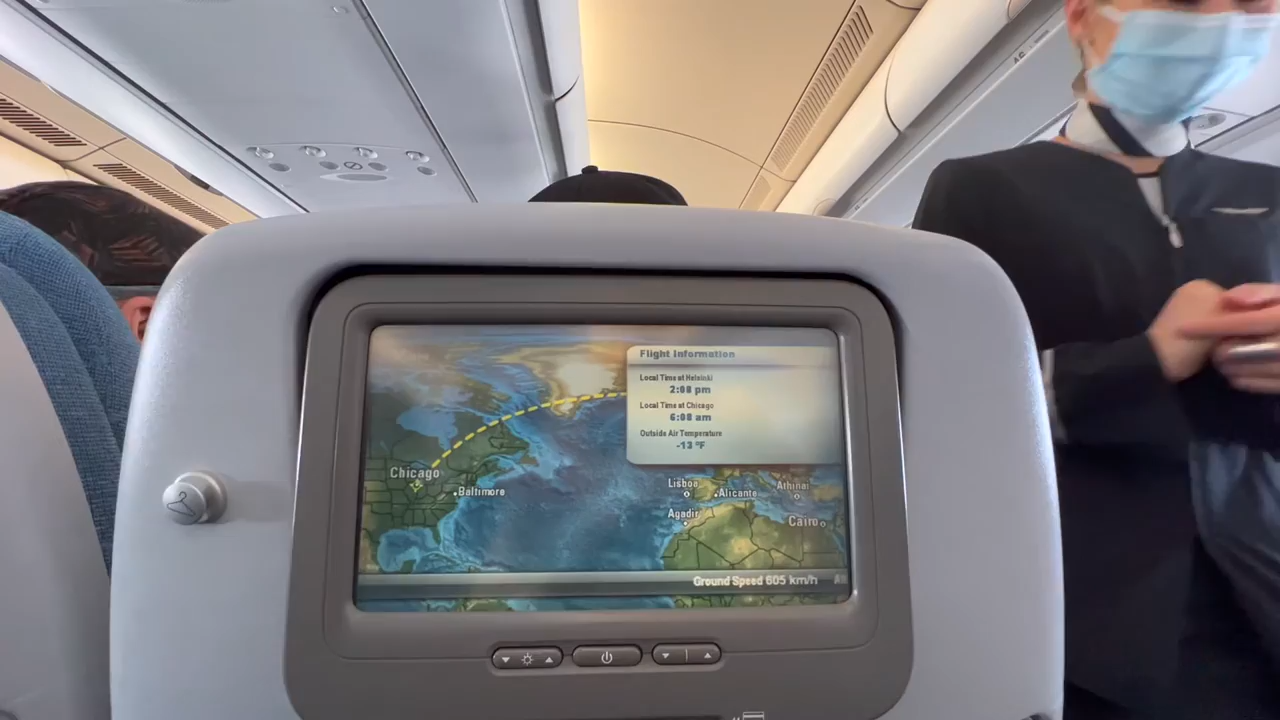 Flight Information
Local Time at Helsinki
2:08 pm
Local Time at Chicago
6:08 am
Outside Air Temperature
-13 °F
Chicago
Baltimore
Lisboa
Alicante
Athinai
Agadir
Cairo
Ground Speed 605 km/h